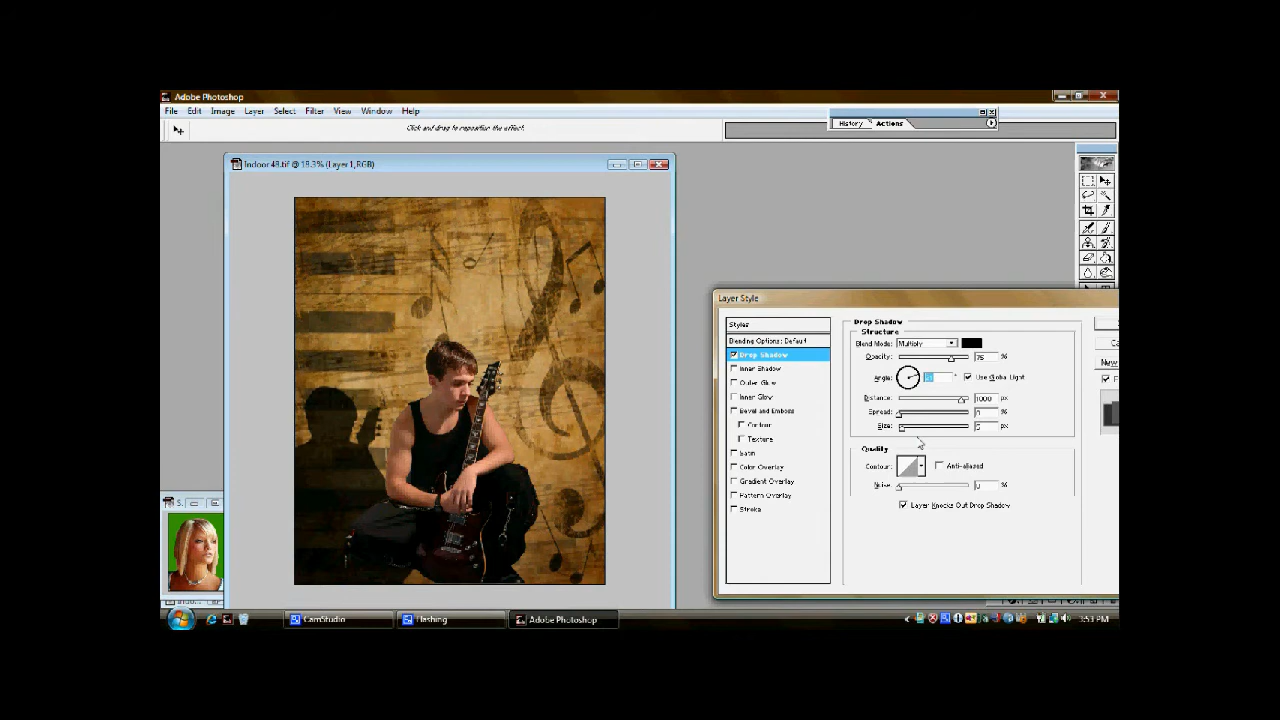 Adobe Photoshop
File Edit Image Layer Select Filter View Window Help
Click and drag to reposition the effect.
History Actions
Indoor 48.tif @ 18.3% (Layer 1,RGB)
Layer Style
Styles
Blending Options: Default
Drop Shadow
Inner Shadow
Outer Glow
Inner Glow
Bevel and Emboss
Contour
Texture
Satin
Color Overlay
Gradient Overlay
Pattern Overlay
Stroke
Drop Shadow
Structure
Blend Mode: Multiply
Opacity: 75 %
Angle: ° Use Global Light
Distance: 1000 px
Spread: 0 %
Size: 5 px
Quality
Contour: Anti-aliased
Noise: 0 %
Layer Knocks Out Drop Shadow
New
S.
CamStudio
Flashing
Adobe Photoshop
3:53 PM